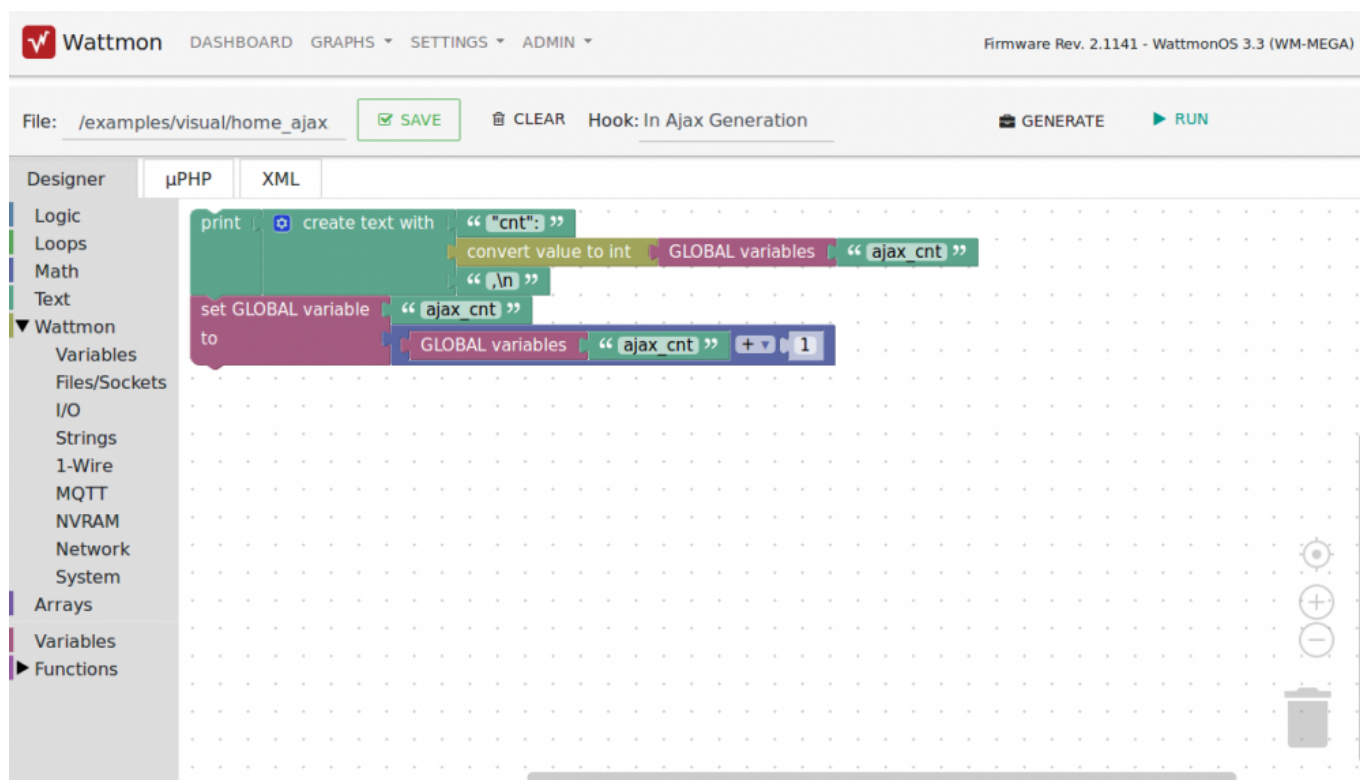 Wattmon DASHBOARD GRAPHS SETTINGS ADMIN Firmware Rev. 2.1141 - WattmonOS 3.3 (WM-MEGA)
File: /examples/visual/home_ajax SAVE CLEAR Hook: In Ajax Generation GENERATE RUN
Designer µPHP XML
Logic
Loops
Math
Text
Wattmon
Variables
Files/Sockets
I/O
Strings
1-Wire
MQTT
NVRAM
Network
System
Arrays
Variables
Functions
print create text with “ "cnt": ”
convert value to int GLOBAL variables “ ajax_cnt ”
“ ,\n ”
set GLOBAL variable “ ajax_cnt ”
to GLOBAL variables “ ajax_cnt ” + 1